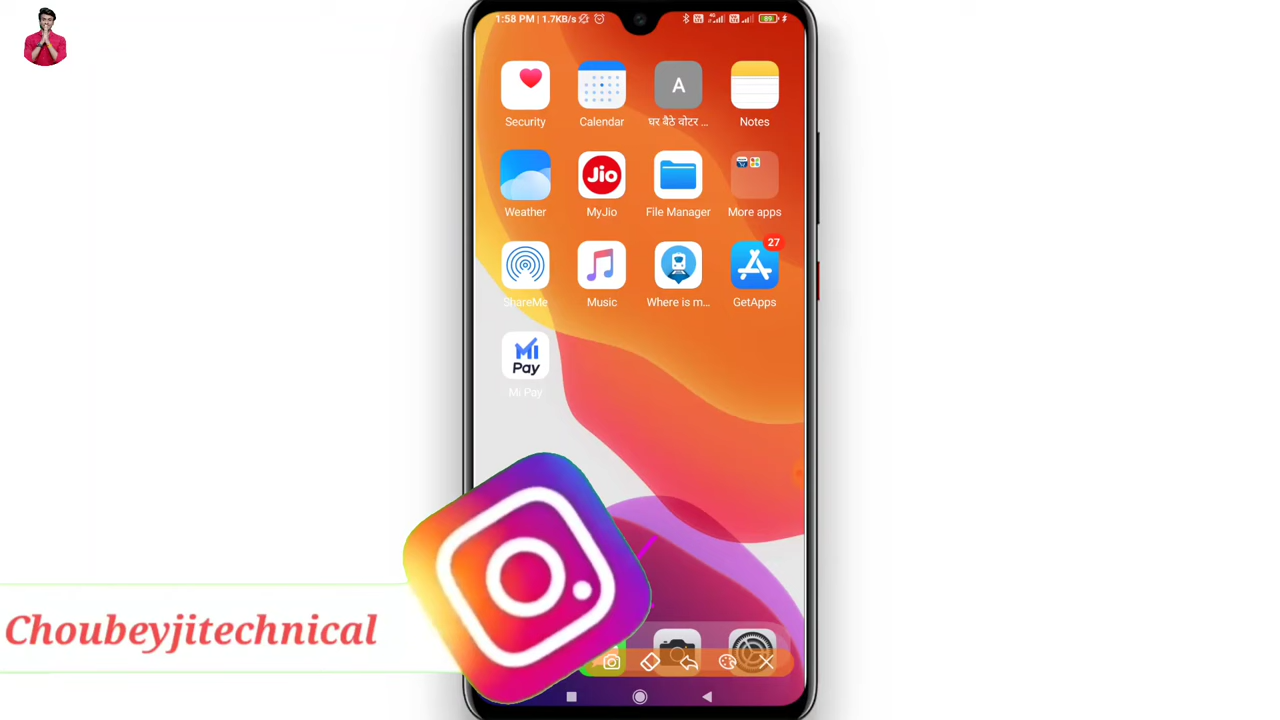 1:58 PM | 1.7KB/s
89
Security
Calendar
A
घर बैठे वोटर ...
Notes
Weather
Jio
MyJio
File Manager
More apps
27
ShareMe
Music
Where is m...
GetApps
Mi
Pay
Mi Pay
Choubeyjitechnical